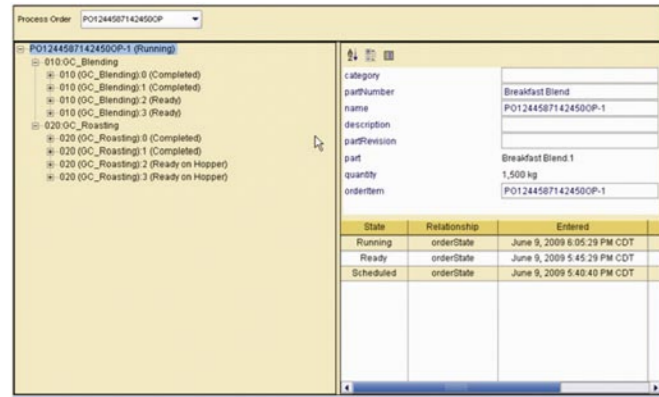 Process Order PO1244587142450OP
PO1244587142450OP-1 (Running)
010:GC_Blending
010 (GC_Blending):0 (Completed)
010 (GC_Blending):1 (Completed)
010 (GC_Blending):2 (Ready)
010 (GC_Blending):3 (Ready)
020:GC_Roasting
020 (GC_Roasting):0 (Completed)
020 (GC_Roasting):1 (Completed)
020 (GC_Roasting):2 (Ready on Hopper)
020 (GC_Roasting):3 (Ready on Hopper)
category
partNumber Breakfast Blend
name PO1244587142450OP-1
description
partRevision
part Breakfast Blend.1
quantity 1,500 kg
orderItem PO1244587142450OP-1
State Relationship Entered
Running orderState June 9, 2009 6:05:29 PM CDT
Ready orderState June 9, 2009 5:45:29 PM CDT
Scheduled orderState June 9, 2009 5:40:40 PM CDT